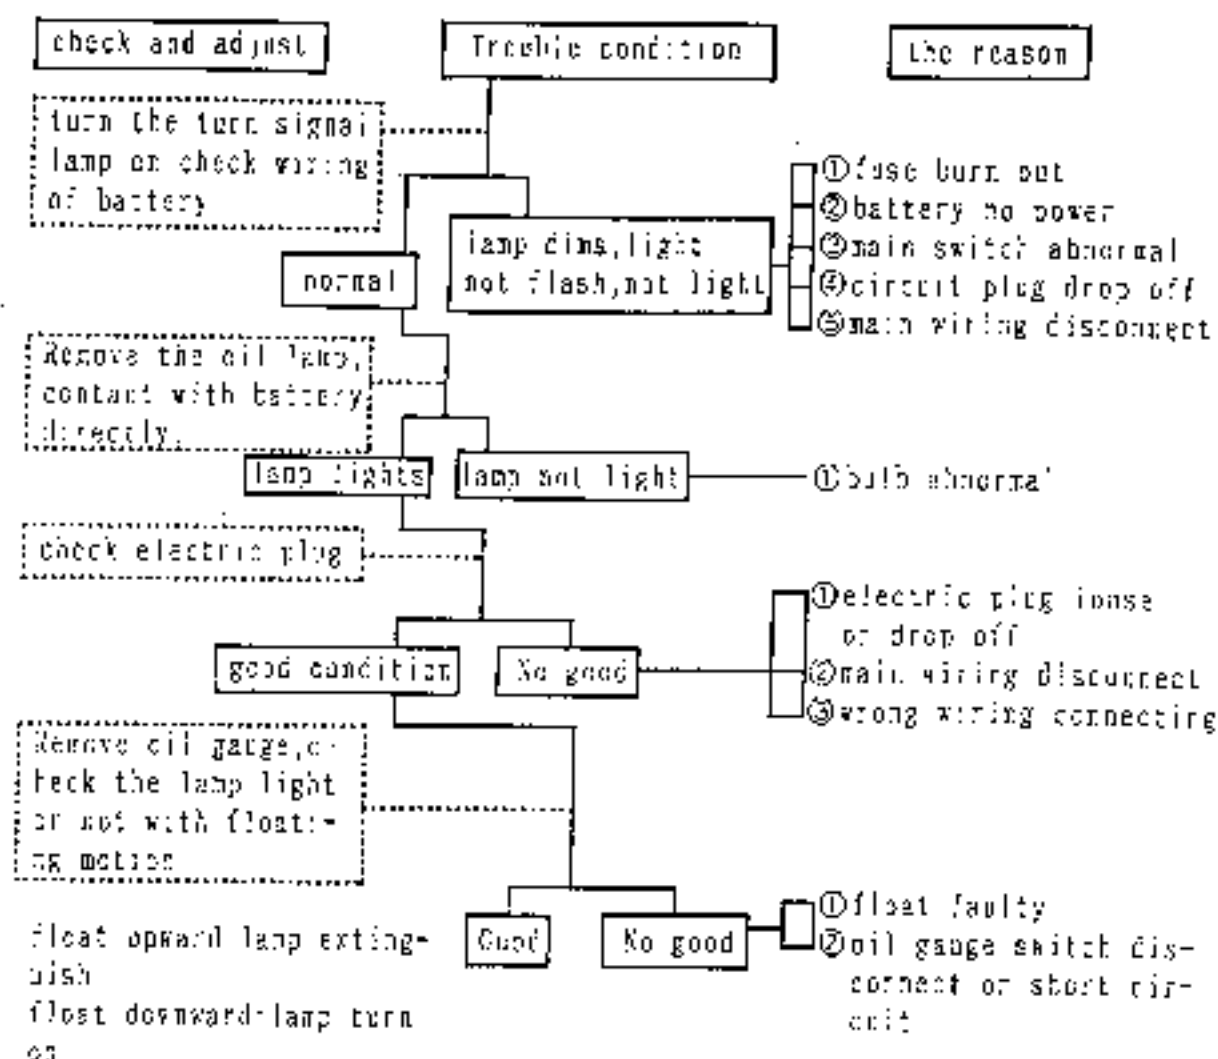 check and adjust
Trouble condition
the reason
turn the turn signal
lamp on check wiring
of battery
normal
lamp dims,light
not flash,not light
①fuse burn out
②battery no power
③main switch abnormal
④circuit plug drop off
⑤main wiring disconnect
Remove the oil lamp,
contact with battery
directly.
lamp lights
lamp not light
①bulb abnormal
check electric plug
good condition
No good
①electric plug loose
or drop off
②main wiring disconnect
③wrong wiring connecting
Remove oil gauge,c-
heck the lamp light
or not with floati-
ng motion
Good
No good
①float faulty
②oil gauge switch dis-
connect or short cir-
cuit
float upward lamp exting-
uish
float downward-lamp turn
on